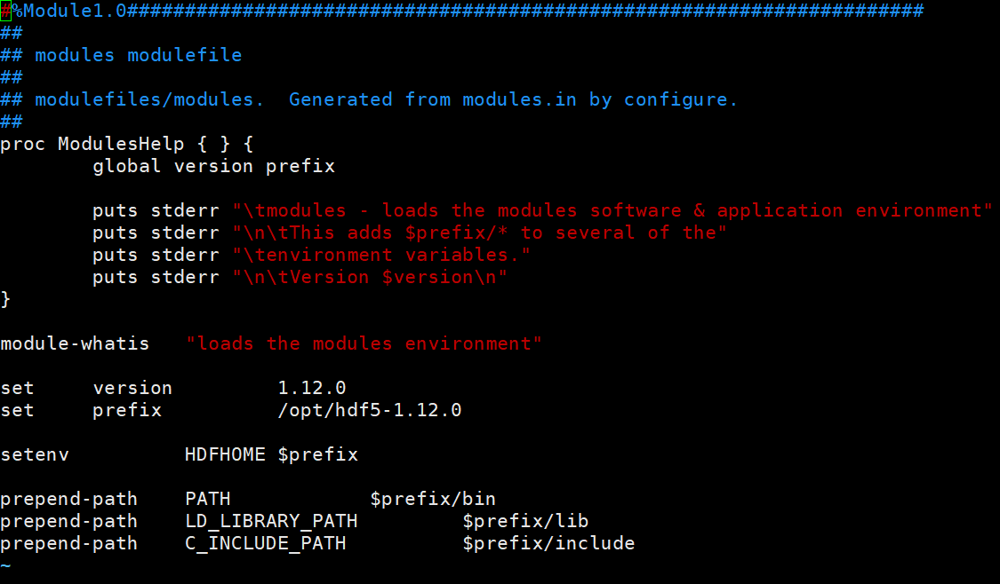 #%Module1.0#####################################################################
##
## modules modulefile
##
## modulefiles/modules.  Generated from modules.in by configure.
##
proc ModulesHelp { } {
        global version prefix

        puts stderr "\tmodules - loads the modules software & application environment"
        puts stderr "\n\tThis adds $prefix/* to several of the"
        puts stderr "\tenvironment variables."
        puts stderr "\n\tVersion $version\n"
}

module-whatis   "loads the modules environment"

set     version         1.12.0
set     prefix          /opt/hdf5-1.12.0

setenv          HDFHOME $prefix

prepend-path    PATH            $prefix/bin
prepend-path    LD_LIBRARY_PATH         $prefix/lib
prepend-path    C_INCLUDE_PATH          $prefix/include
~